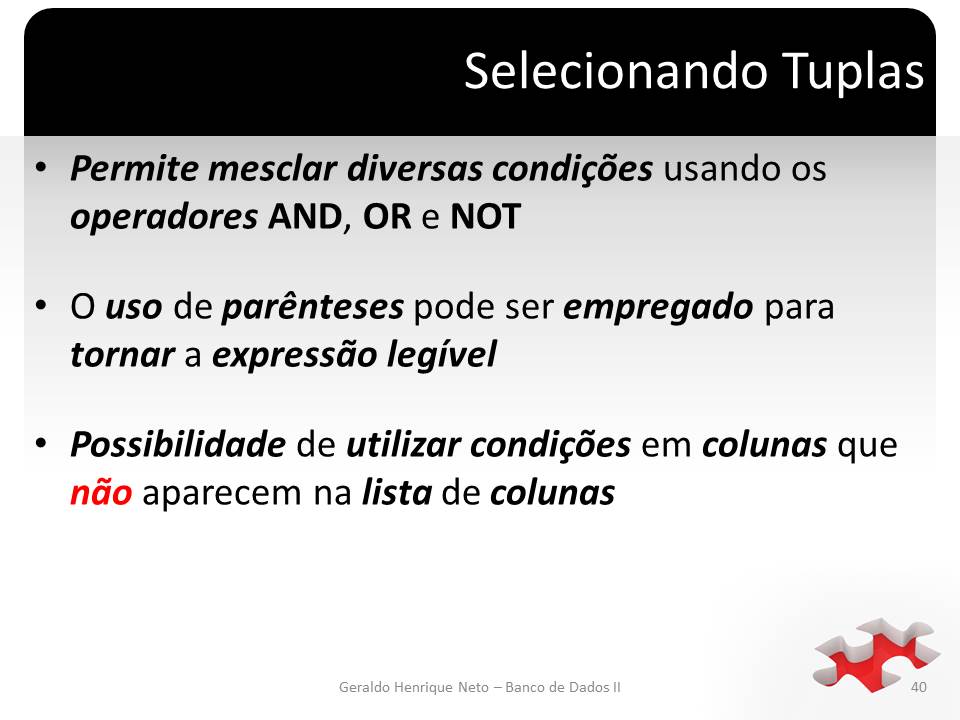 Selecionando Tuplas
• Permite mesclar diversas condições usando os
operadores AND, OR e NOT
• O uso de parênteses pode ser empregado para
tornar a expressão legível
• Possibilidade de utilizar condições em colunas que
não aparecem na lista de colunas
Geraldo Henrique Neto – Banco de Dados II
40